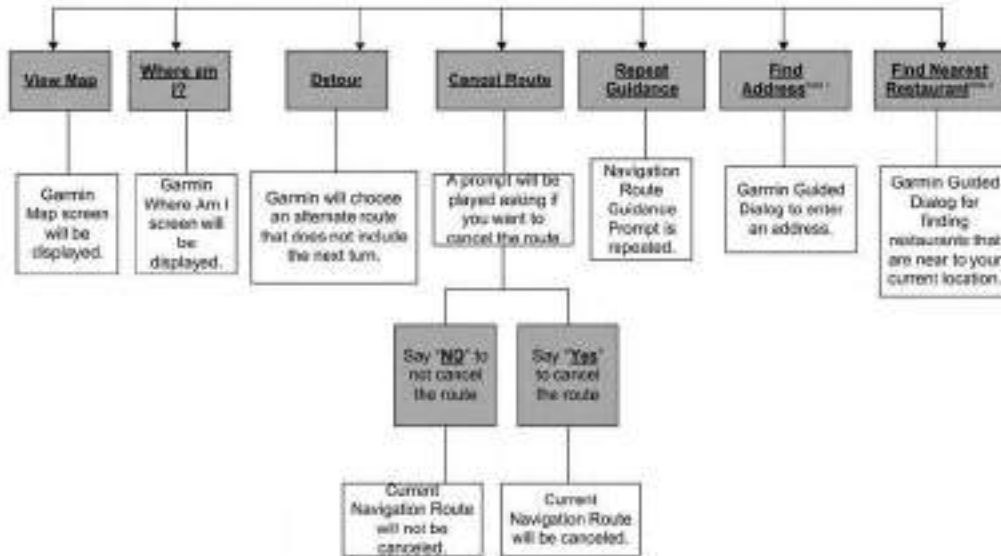 View Map
Where am
I?
Detour
Cancel Route
Repeat
Guidance
Find
Address
Find Nearest
Restaurant
Garmin
Map screen
will be
displayed.
Garmin
Where Am I
screen will
be
displayed.
Garmin will choose
an alternate route
that does not include
the next turn.
A prompt will be
played asking if
you want to
cancel the route
Navigation
Route
Guidance
Prompt is
repeated.
Garmin Guided
Dialog to enter
an address.
Garmin Guided
Dialog for
finding
restaurants that
are near to your
current location.
Say "NO" to
not cancel
the route
Say "Yes"
to cancel
the route
Current
Navigation Route
will not be
canceled.
Current
Navigation Route
will be canceled.